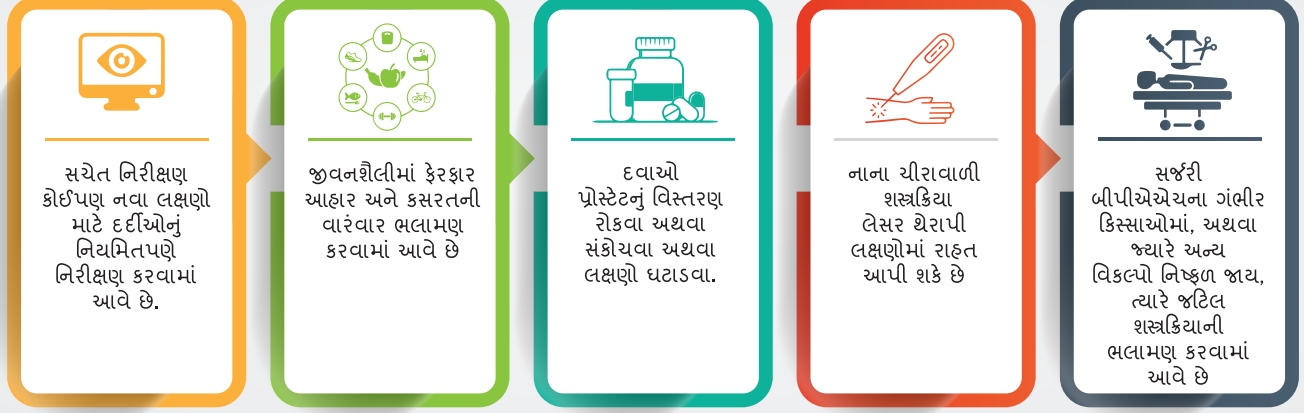 સચેત નિરીક્ષણ
કોઈપણ નવા લક્ષણો
માટે દર્દીઓનું
નિયમિતપણે
નિરીક્ષણ કરવામાં
આવે છે.
જીવનશૈલીમાં ફેરફાર
આહાર અને કસરતની
વારંવાર ભલામણ
કરવામાં આવે છે
દવાઓ
પ્રોસ્ટેટનું વિસ્તરણ
રોકવા અથવા
સંકોચવા અથવા
લક્ષણો ઘટાડવા.
નાના ચીરાવાળી
શસ્ત્રક્રિયા
લેસર થેરાપી
લક્ષણોમાં રાહત
આપી શકે છે
સર્જરી
બીપીએએચના ગંભીર
કિસ્સાઓમાં, અથવા
જ્યારે અન્ય
વિકલ્પો નિષ્ફળ જાય,
ત્યારે જટિલ
શસ્ત્રક્રિયાની
ભલામણ કરવામાં
આવે છે